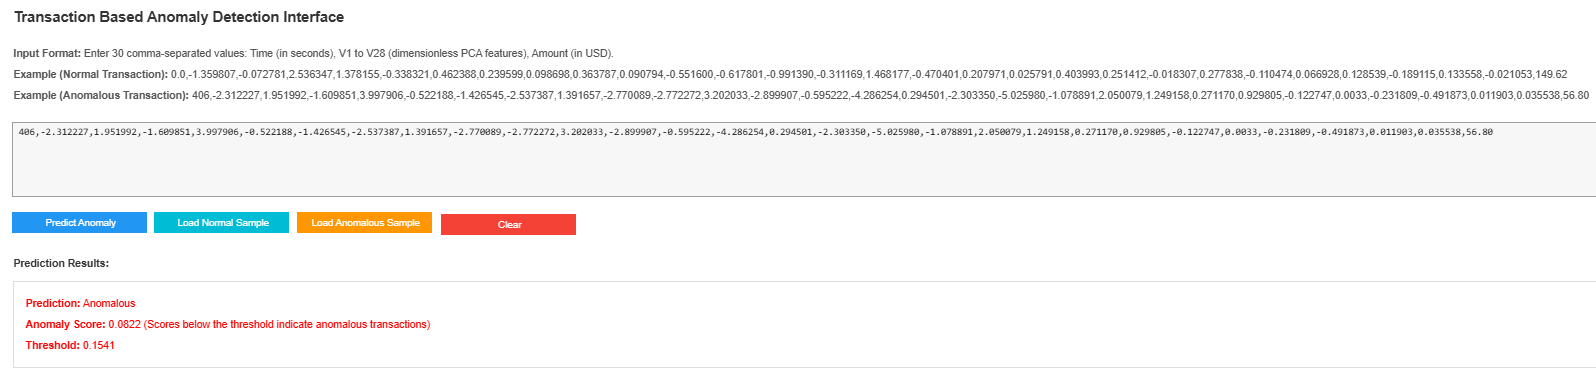 Transaction Based Anomaly Detection Interface
Input Format: Enter 30 comma-separated values: Time (in seconds), V1 to V28 (dimensionless PCA features), Amount (in USD).
Example (Normal Transaction): 0.0,-1.359807,-0.072781,2.536347,1.378155,-0.338321,0.462388,0.239599,0.098698,0.363787,0.090794,-0.551600,-0.617801,-0.991390,-0.311169,1.468177,-0.470401,0.207971,0.025791,0.403993,0.251412,-0.018307,0.277838,-0.110474,0.066928,0.128539,-0.189115,0.133558,-0.021053,149.62
Example (Anomalous Transaction): 406,-2.312227,1.951992,-1.609851,3.997906,-0.522188,-1.426545,-2.537387,1.391657,-2.770089,-2.772272,3.202033,-2.899907,-0.595222,-4.286254,0.294501,-2.303350,-5.025980,-1.078891,2.050079,1.249158,0.271170,0.929805,-0.122747,0.0033,-0.231809,-0.491873,0.011903,0.035538,56.80
406,-2.312227,1.951992,-1.609851,3.997906,-0.522188,-1.426545,-2.537387,1.391657,-2.770089,-2.772272,3.202033,-2.899907,-0.595222,-4.286254,0.294501,-2.303350,-5.025980,-1.078891,2.050079,1.249158,0.271170,0.929805,-0.122747,0.0033,-0.231809,-0.491873,0.011903,0.035538,56.80
Predict Anomaly Load Normal Sample Load Anomalous Sample Clear
Prediction Results:
Prediction: Anomalous
Anomaly Score: 0.0822 (Scores below the threshold indicate anomalous transactions)
Threshold: 0.1541